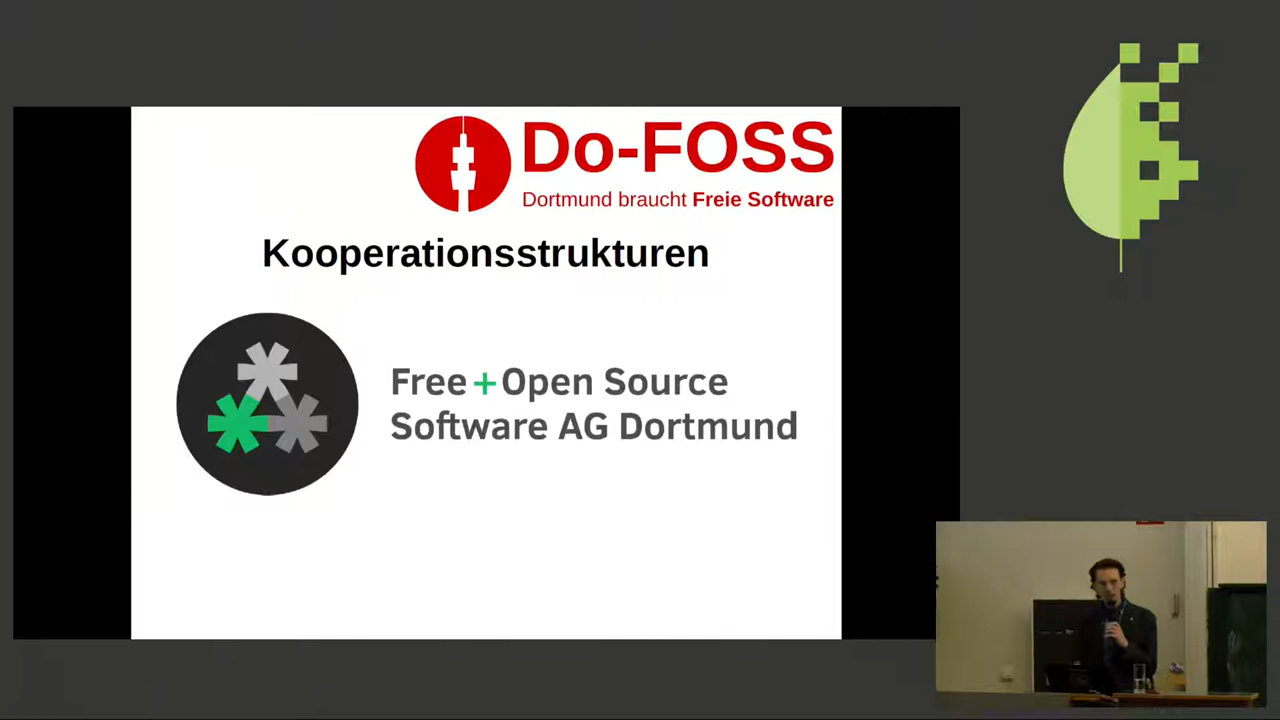 Do-FOSS
Dortmund braucht Freie Software
Kooperationsstrukturen
Free+Open Source
Software AG Dortmund